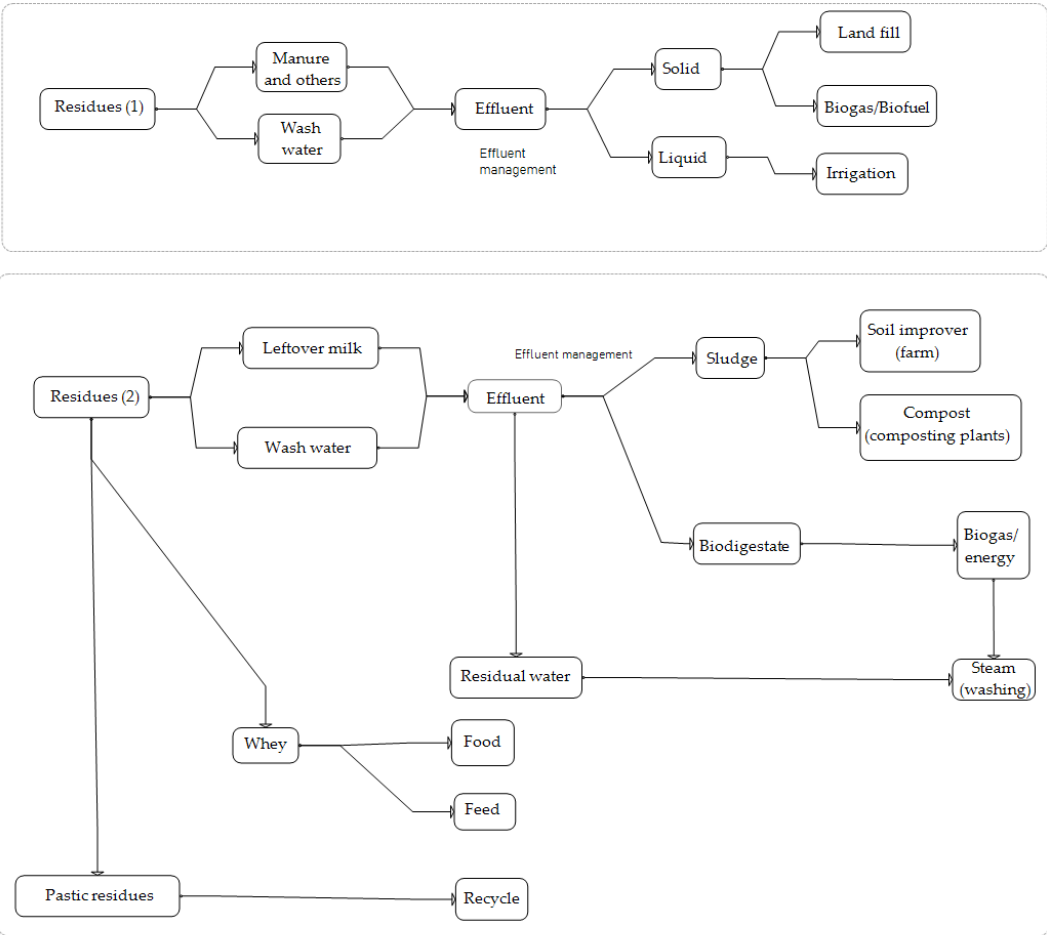 Residues (1)
Manure
and others
Wash
water
Effluent
Effluent
management
Solid
Liquid
Land fill
Biogas/Biofuel
Irrigation
Residues (2)
Leftover milk
Wash water
Effluent
Effluent management
Sludge
Soil improver
(farm)
Compost
(composting plants)
Biodigestate
Biogas/
energy
Residual water
Steam
(washing)
Whey
Food
Feed
Pastic residues
Recycle